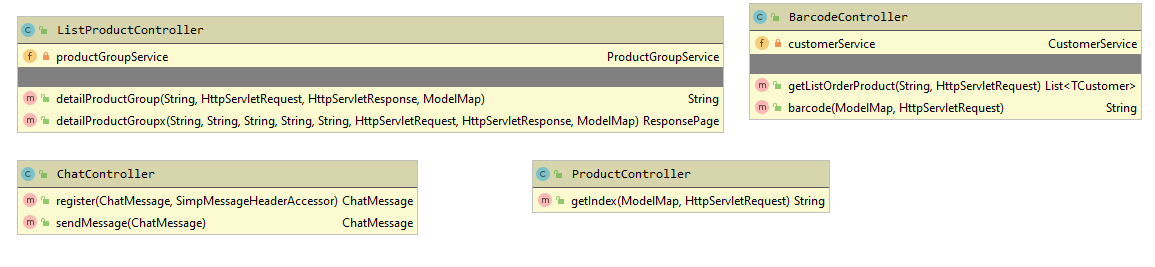 ListProductController
productGroupService ProductGroupService
detailProductGroup(String, HttpServletRequest, HttpServletResponse, ModelMap) String
detailProductGroupx(String, String, String, String, String, HttpServletRequest, HttpServletResponse, ModelMap) ResponsePage
BarcodeController
customerService CustomerService
getListOrderProduct(String, HttpServletRequest) List<TCustomer>
barcode(ModelMap, HttpServletRequest) String
ChatController
register(ChatMessage, SimpMessageHeaderAccessor) ChatMessage
sendMessage(ChatMessage) ChatMessage
ProductController
getIndex(ModelMap, HttpServletRequest) String